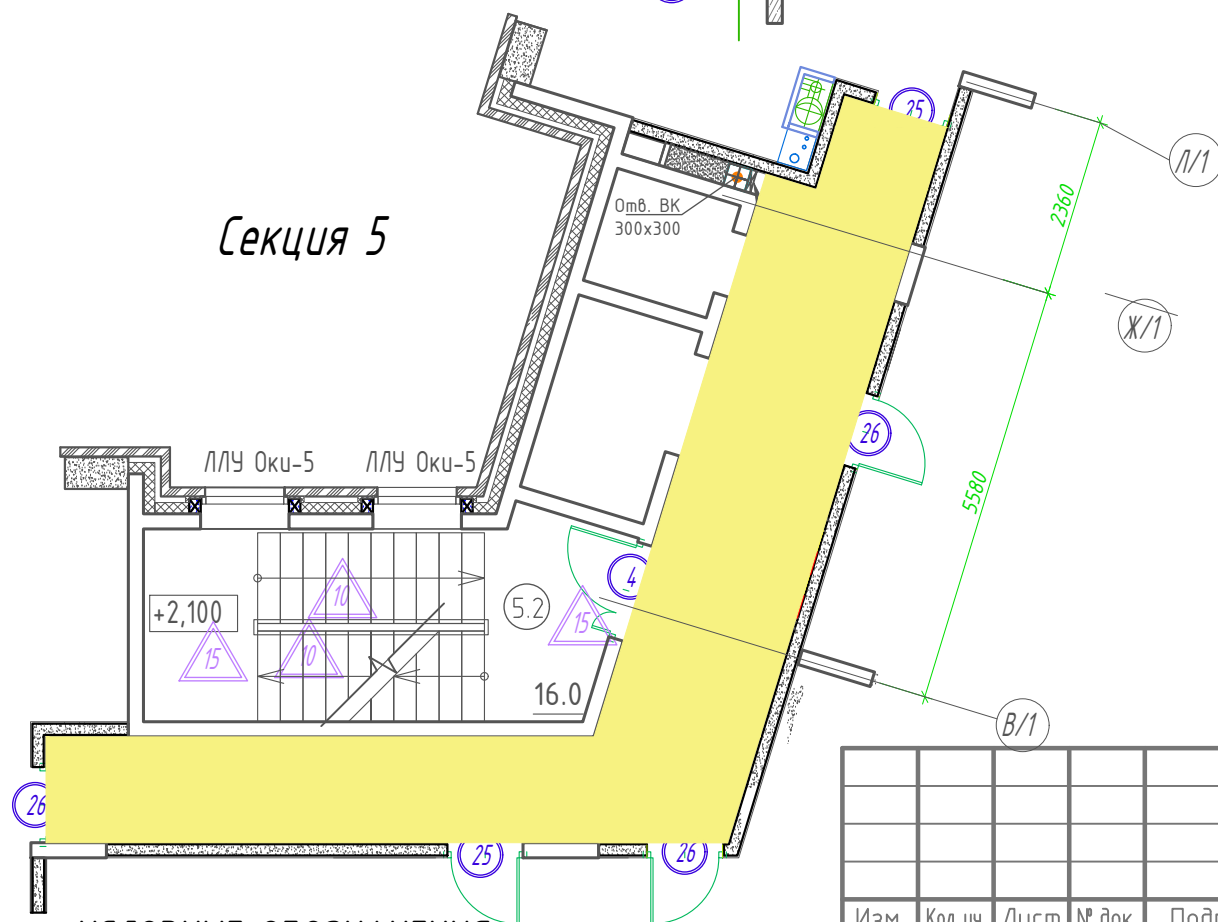 25
Л/1
2360
Отв. ВК
300х300
Секция 5
Ж/1
26
ЛЛУ Оки-5
ЛЛУ Оки-5
5580
4
10
5.2
+2,100
15
15
10
16.0
В/1
26
25
26
Изм.
Кол.уч.
Лист
№ док.